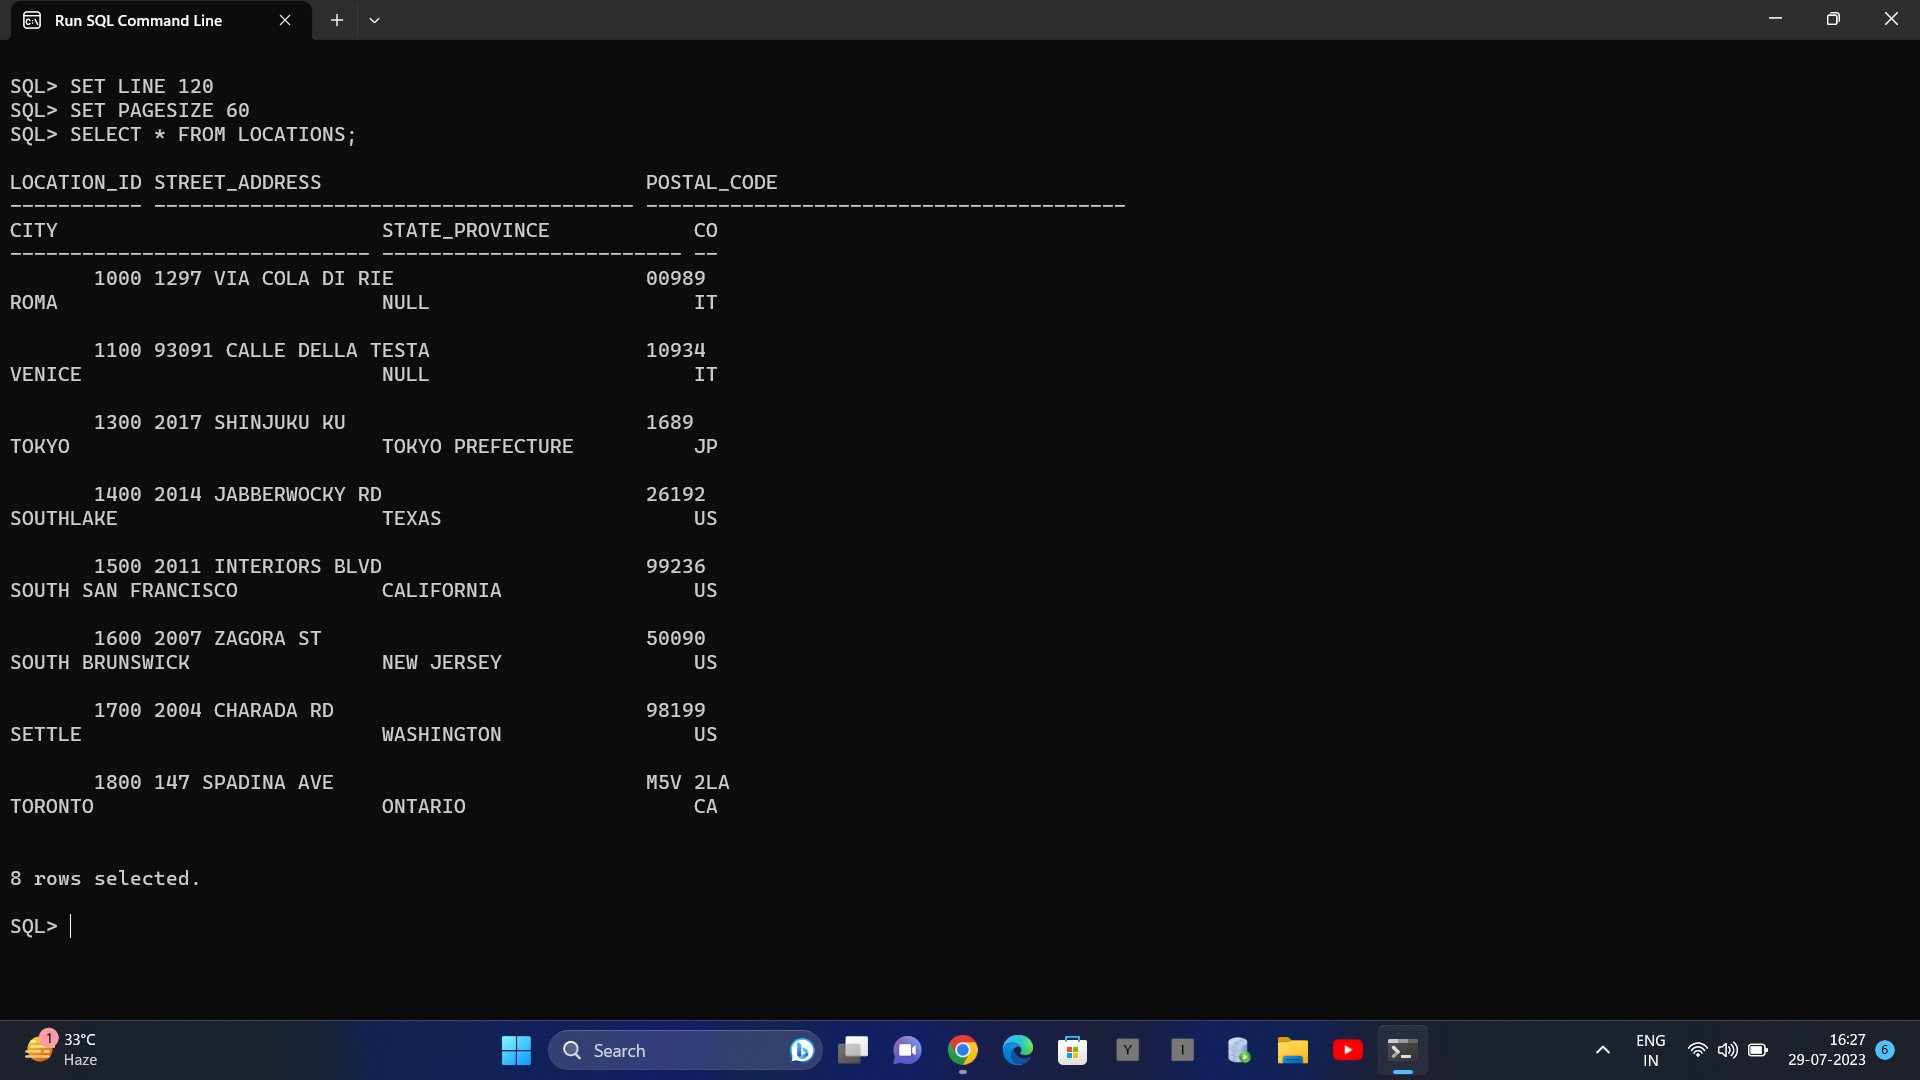 Run SQL Command Line
SQL> SET LINE 120
SQL> SET PAGESIZE 60
SQL> SELECT * FROM LOCATIONS;
LOCATION_ID STREET_ADDRESS                           POSTAL_CODE
----------- ---------------------------------------- ----------------------------------------
CITY                           STATE_PROVINCE            CO
------------------------------ ------------------------- --
       1000 1297 VIA COLA DI RIE                     00989
ROMA                           NULL                      IT
       1100 93091 CALLE DELLA TESTA                  10934
VENICE                         NULL                      IT
       1300 2017 SHINJUKU KU                         1689
TOKYO                          TOKYO PREFECTURE          JP
       1400 2014 JABBERWOCKY RD                      26192
SOUTHLAKE                      TEXAS                     US
       1500 2011 INTERIORS BLVD                      99236
SOUTH SAN FRANCISCO            CALIFORNIA                US
       1600 2007 ZAGORA ST                           50090
SOUTH BRUNSWICK                NEW JERSEY                US
       1700 2004 CHARADA RD                          98199
SETTLE                         WASHINGTON                US
       1800 147 SPADINA AVE                          M5V 2LA
TORONTO                        ONTARIO                   CA
8 rows selected.
SQL>
1
33°C
Haze
Search
Y
I
ENG
IN
16:27
29-07-2023
6